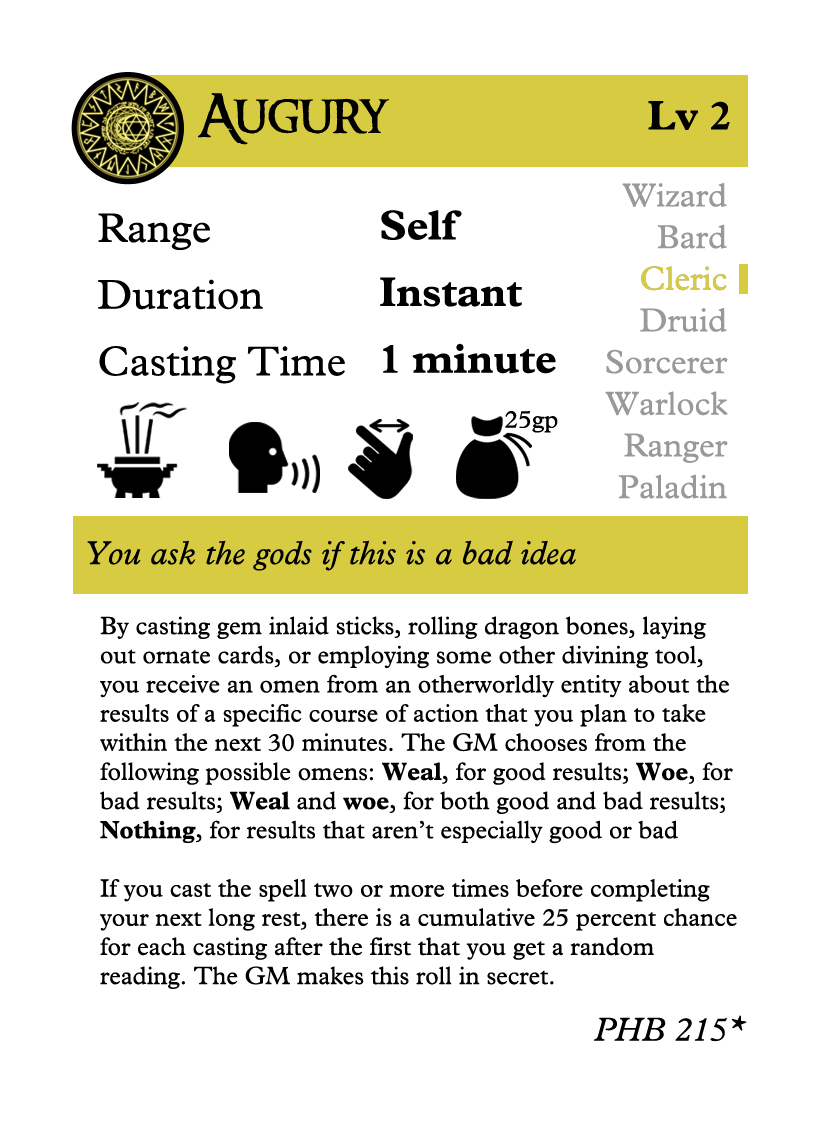 AUGURY
Lv 2
Range Self
Duration Instant
Casting Time 1 minute
25gp
Wizard
Bard
Cleric
Druid
Sorcerer
Warlock
Ranger
Paladin
You ask the gods if this is a bad idea
By casting gem inlaid sticks, rolling dragon bones, laying
out ornate cards, or employing some other divining tool,
you receive an omen from an otherworldly entity about the
results of a specific course of action that you plan to take
within the next 30 minutes. The GM chooses from the
following possible omens: Weal, for good results; Woe, for
bad results; Weal and woe, for both good and bad results;
Nothing, for results that aren't especially good or bad
If you cast the spell two or more times before completing
your next long rest, there is a cumulative 25 percent chance
for each casting after the first that you get a random
reading. The GM makes this roll in secret.
PHB 215*